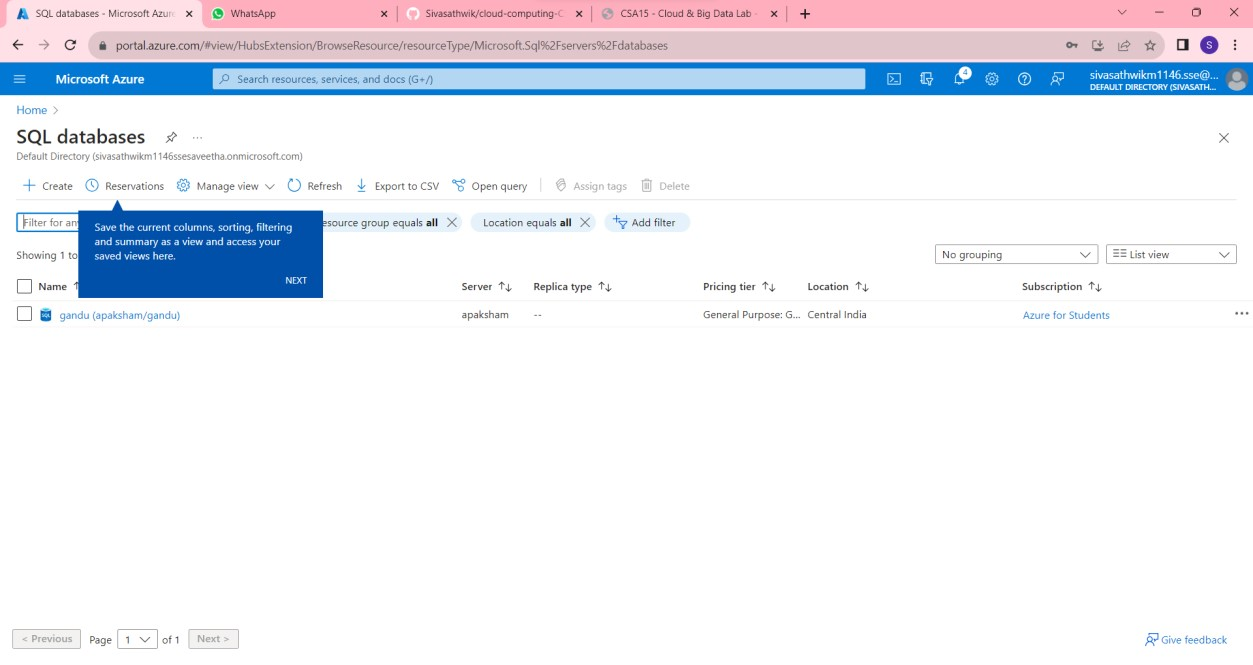 SQL databases - Microsoft Azure
WhatsApp
Sivasathwik/cloud-computing-C
CSA15 - Cloud & Big Data Lab -
portal.azure.com/#view/HubsExtension/BrowseResource/resourceType/Microsoft.Sql%2Fservers%2Fdatabases
S
Microsoft Azure
Search resources, services, and docs (G+/)
4
sivasathwikm1146.sse@...
DEFAULT DIRECTORY (SIVASATH...
Home >
SQL databases
...
Default Directory (sivasathwikm1146ssesaveetha.onmicrosoft.com)
+ Create Reservations Manage view Refresh Export to CSV Open query Assign tags Delete
Filter for an
esource group equals all
Location equals all
Add filter
Save the current columns, sorting, filtering
and summary as a view and access your
saved views here.
NEXT
Showing 1 to
No grouping
List view
Name ↑ Server ↑↓ Replica type ↑↓ Pricing tier ↑↓ Location ↑↓ Subscription ↑↓
SQL gandu (apaksham/gandu) apaksham -- General Purpose: G... Central India Azure for Students ...
< Previous Page 1 of 1 Next >
Give feedback